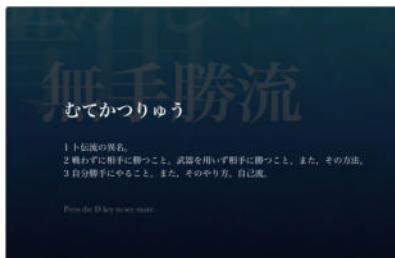 無手勝流
むてかつりゅう
1 卜伝流の異名。
2 戦わずに相手に勝つこと。武器を用いず相手に勝つこと。また、その方法。
3 自分勝手にやること。また、そのやり方。自己流。
Press the D key to see more